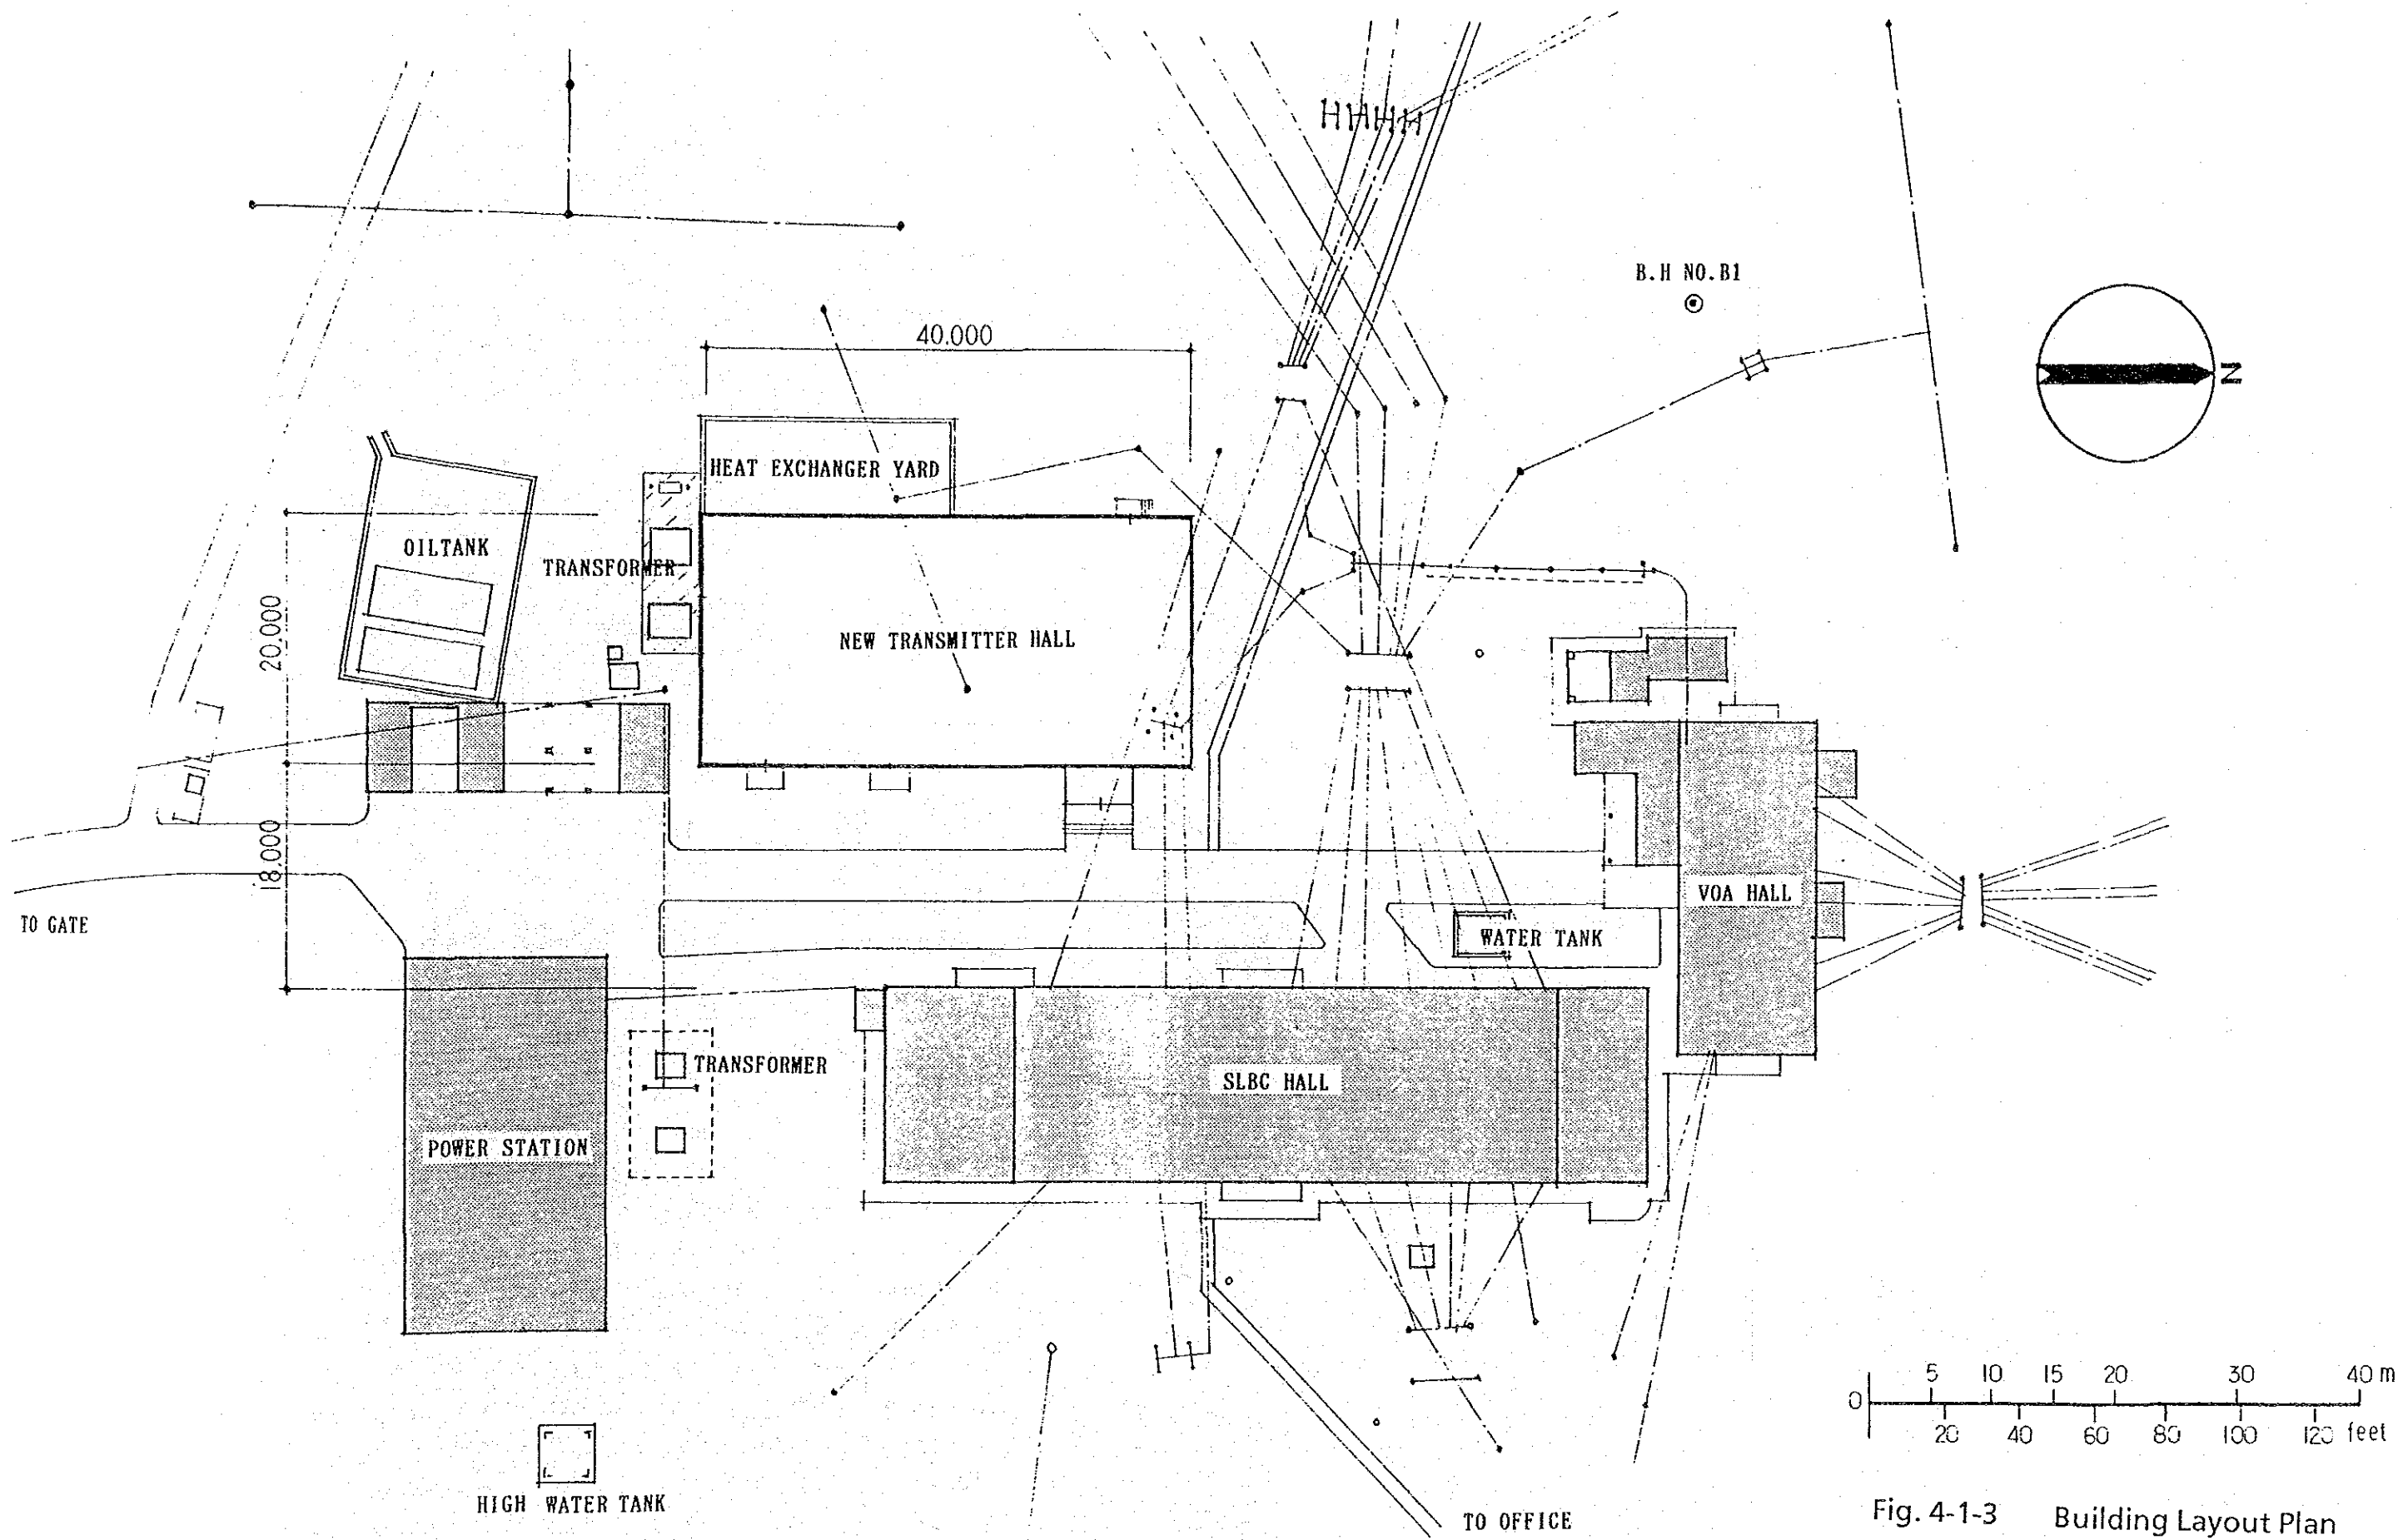 B.H NO.B1
40.000
N
HEAT EXCHANGER YARD
OILTANK
TRANSFORMER
20,000
NEW TRANSMITTER HALL
18,000
VOA HALL
TO GATE
WATER TANK
TRANSFORMER
SLBC HALL
POWER STATION
5 10 15 20 30 40 m
0
20 40 60 80 100 120 feet
HIGH WATER TANK
TO OFFICE
Fig. 4-1-3 Building Layout Plan